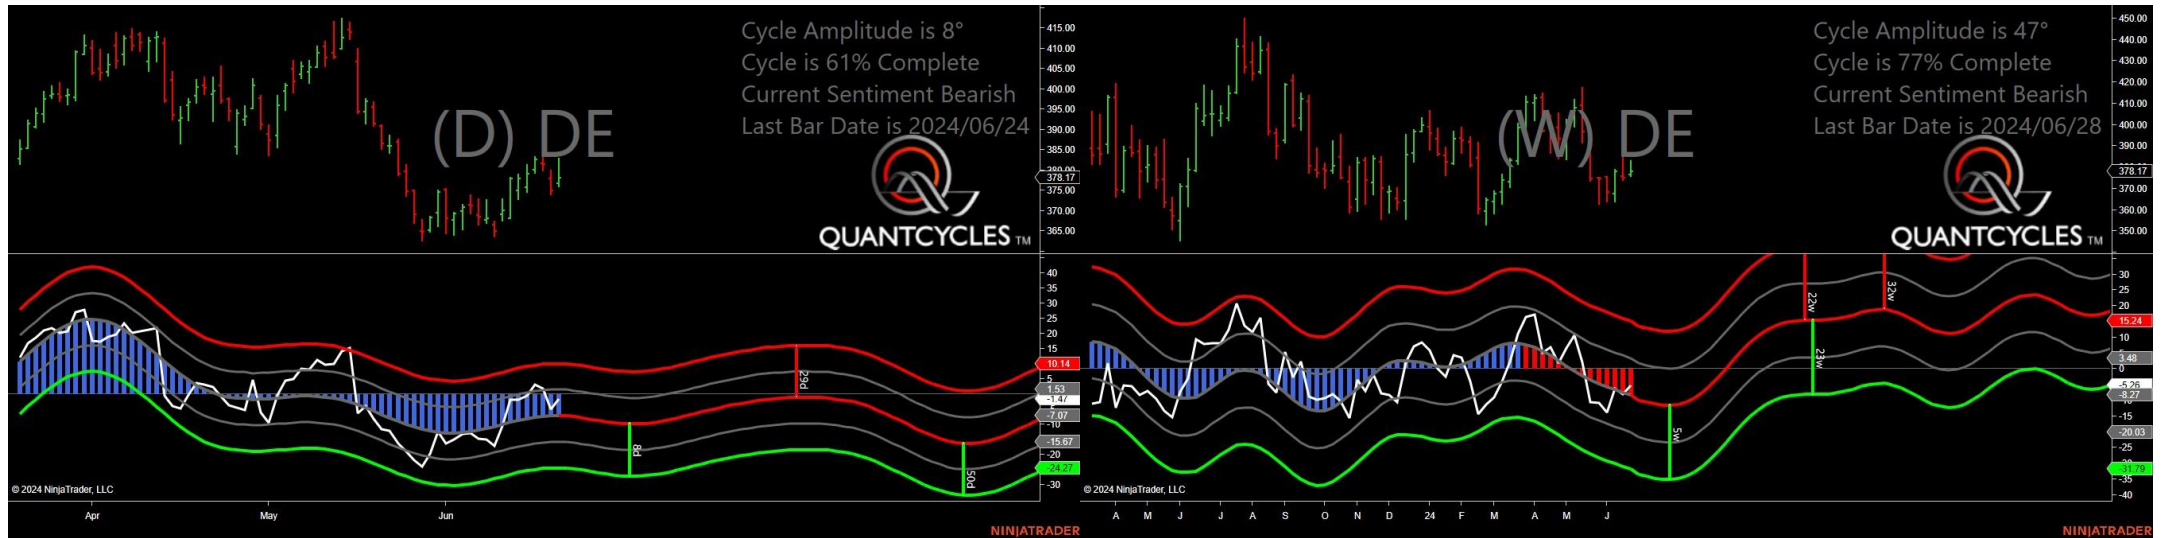 Cycle Amplitude is 8°
Cycle is 61% Complete
Current Sentiment Bearish
Last Bar Date is 2024/06/24
(D) DE
QUANTCYCLES TM
415.00
410.00
405.00
400.00
395.00
390.00
385.00
380.00
378.17
375.00
370.00
365.00
40
35
30
25
20
15
10.14
5
1.53
-1.47
-7.07
-10
-15.67
-20
-24.27
-30
29d
8d
50d
© 2024 NinjaTrader, LLC
Apr
May
Jun
NINJATRADER
Cycle Amplitude is 47°
Cycle is 77% Complete
Current Sentiment Bearish
Last Bar Date is 2024/06/28
(W) DE
QUANTCYCLES TM
450.00
440.00
430.00
420.00
410.00
400.00
390.00
378.17
370.00
360.00
350.00
30
25
20
15.24
10
5
3.48
0
-5.26
-8.27
-15
-20.03
-25
-31.79
-35
-40
22w
32w
23w
5w
© 2024 NinjaTrader, LLC
A M J J A S O N D 24 F M A M J
NINJATRADER